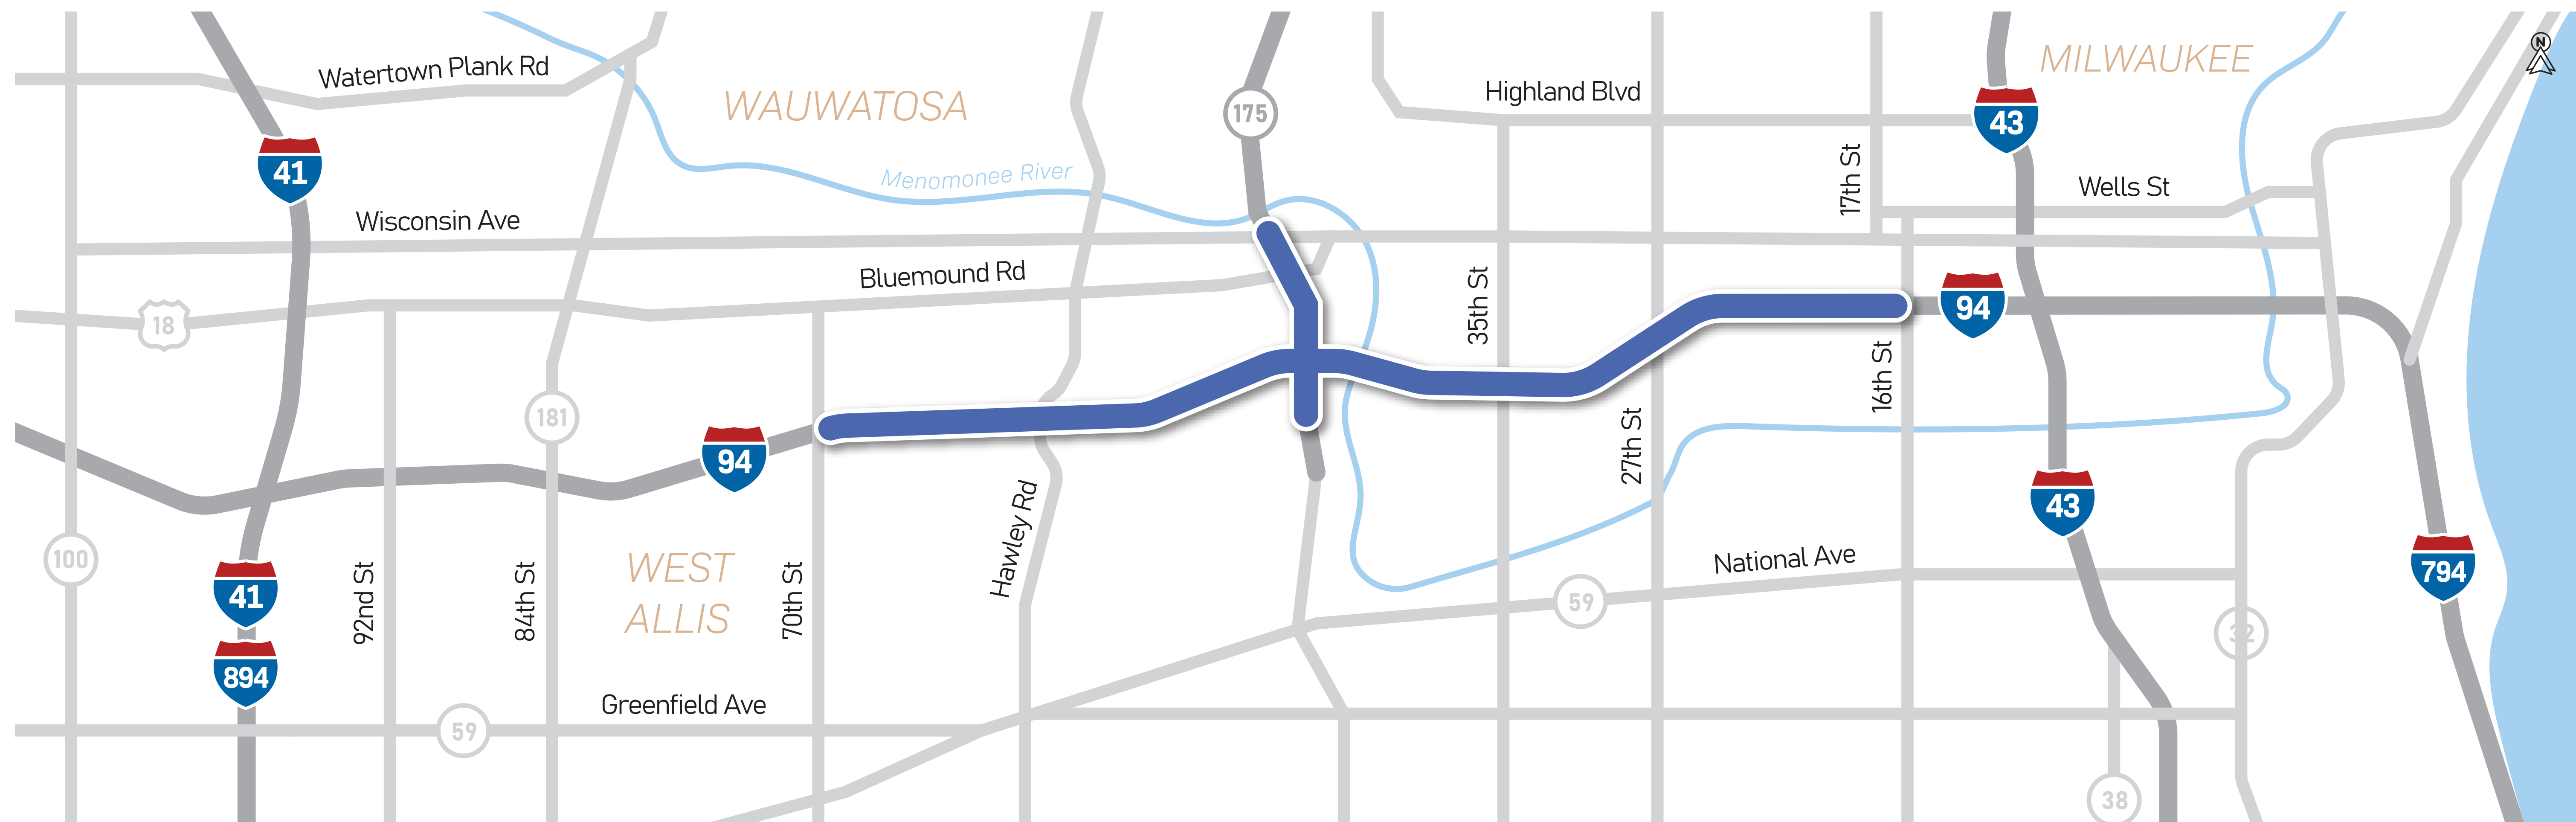 N
MILWAUKEE
Watertown Plank Rd
WAUWATOSA
Highland Blvd
175
43
41
17th St
Menomonee River
Wells St
Wisconsin Ave
Bluemound Rd
35th St
94
18
16th St
181
27th St
94
43
Hawley Rd
100
41
92nd St
84th St
WEST
ALLIS
70th St
National Ave
794
59
32
894
Greenfield Ave
59
38